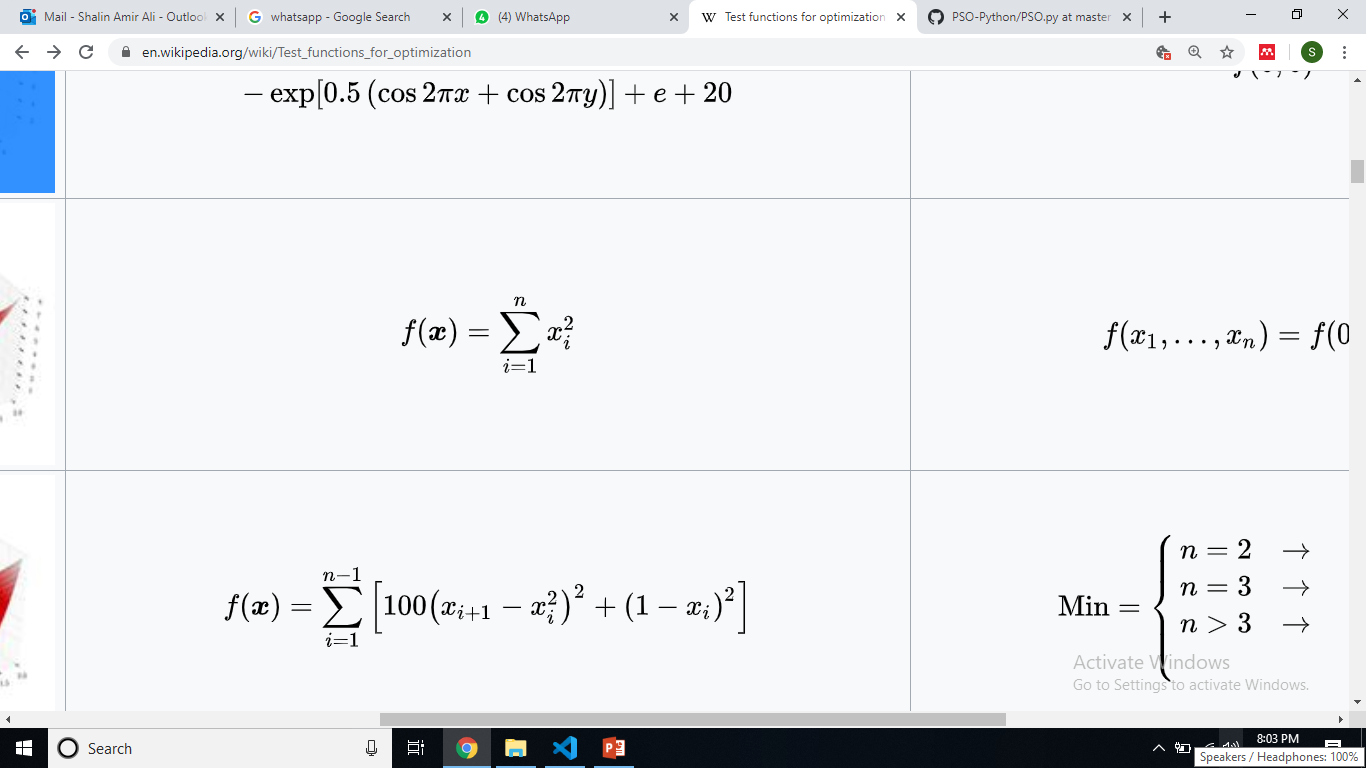 Mail - Shalin Amir Ali - Outlook
whatsapp - Google Search
(4) WhatsApp
W Test functions for optimization
PSO-Python/PSO.py at master
en.wikipedia.org/wiki/Test_functions_for_optimization
S
− exp[0.5 (cos 2πx + cos 2πy)] + e + 20
f(x) = ∑_{i=1}^{n} x_i^2
f(x₁, …, xₙ) = f(0
f(x) = ∑_{i=1}^{n−1} [100(x_{i+1} − x_i^2)^2 + (1 − x_i)^2]
Min = { n = 2 →
n = 3 →
n > 3 →
Activate Windows
Go to Settings to activate Windows.
Search
8:03 PM
Speakers / Headphones: 100%